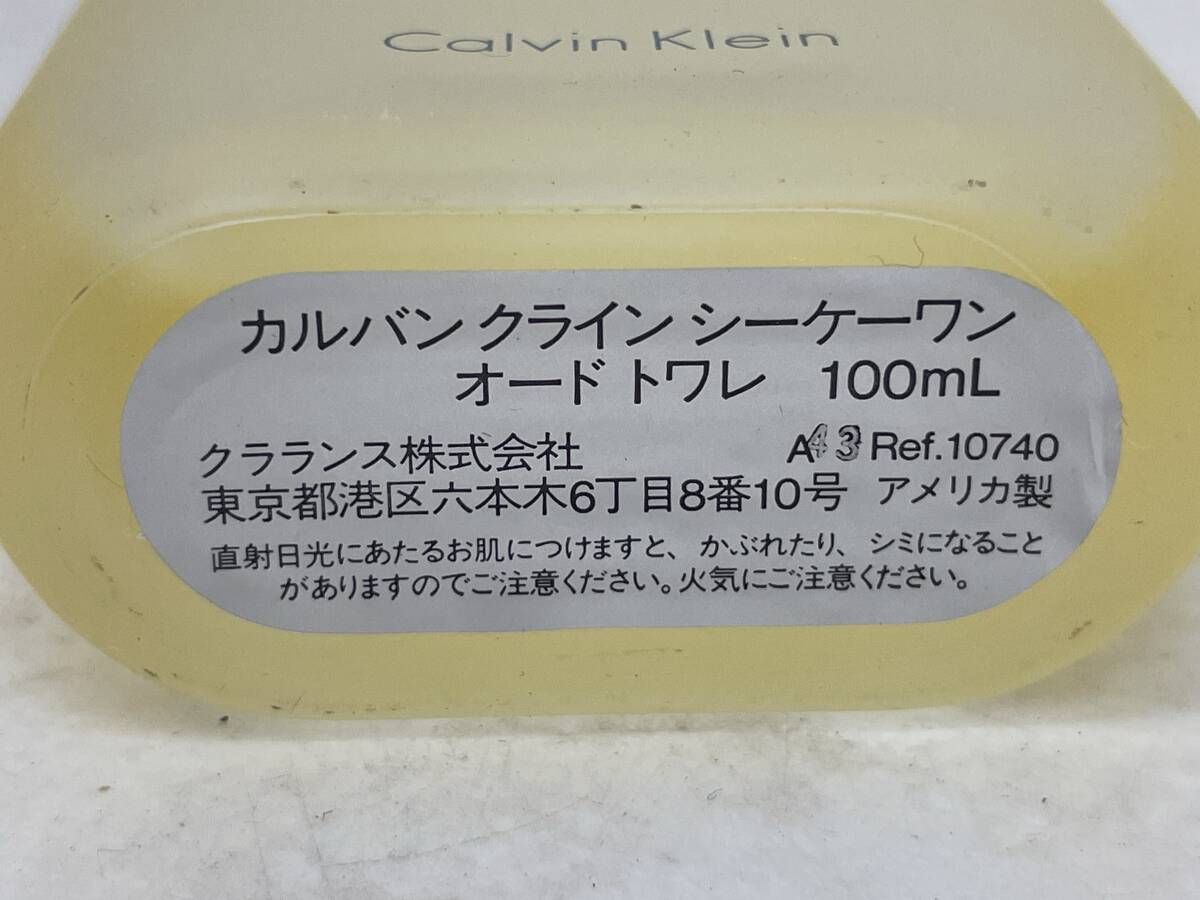 Calvin Klein
カルバン クライン シーケーワン
オード トワレ 100mL
クラランス株式会社 A43 Ref.10740
東京都港区六本木6丁目8番10号 アメリカ製
直射日光にあたるお肌につけますと、かぶれたり、シミになること
がありますのでご注意ください。火気にご注意ください。